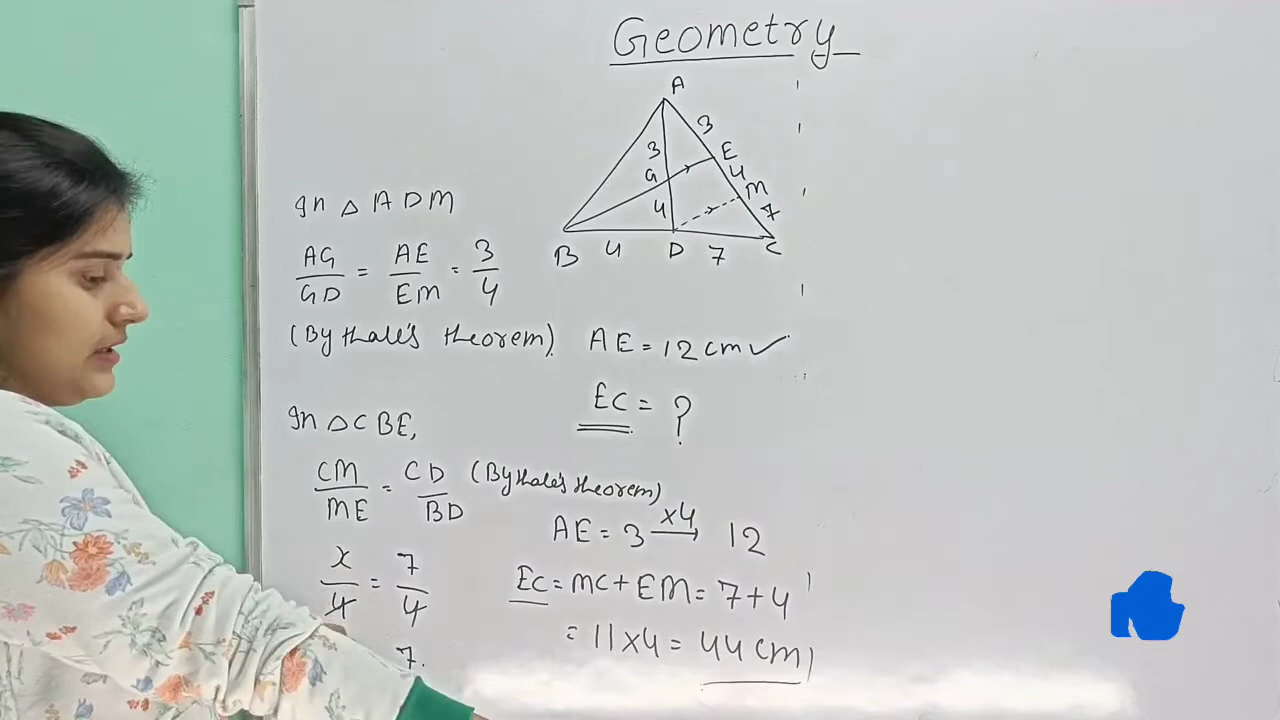 Geometry
A
3
3
E
G
4
M
4
7
B
4
D
7
C
In △ ADM
AG/GD = AE/EM = 3/4
(By thale's theorem)
AE = 12 cm ✓
EC = ?
In △ CBE,
CM/ME = CD/BD (By thale's theorem)
AE = 3 ×4→ 12
x/4 = 7/4
EC = MC + EM = 7+4
= 11 × 4 = 44 cm
7.